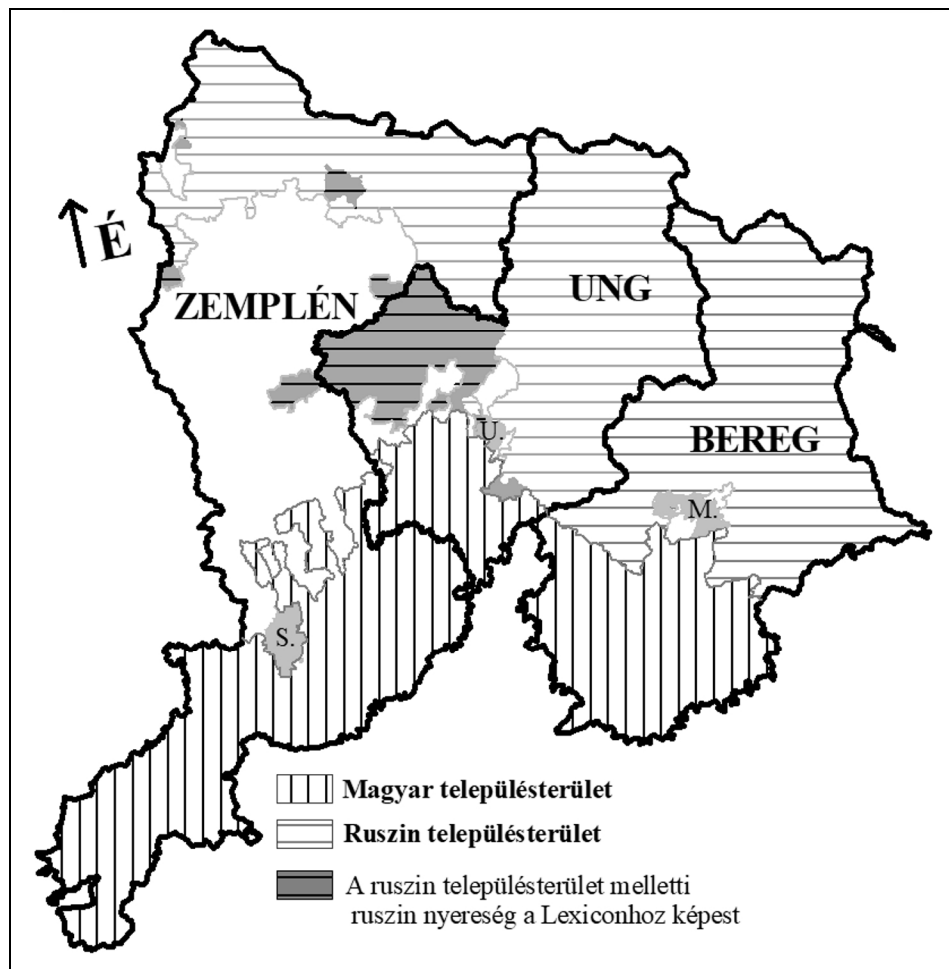 É
ZEMPLÉN
UNG
BEREG
U.
M.
S.
Magyar településterület
Ruszin településterület
A ruszin településterület melletti
ruszin nyereség a Lexiconhoz képest